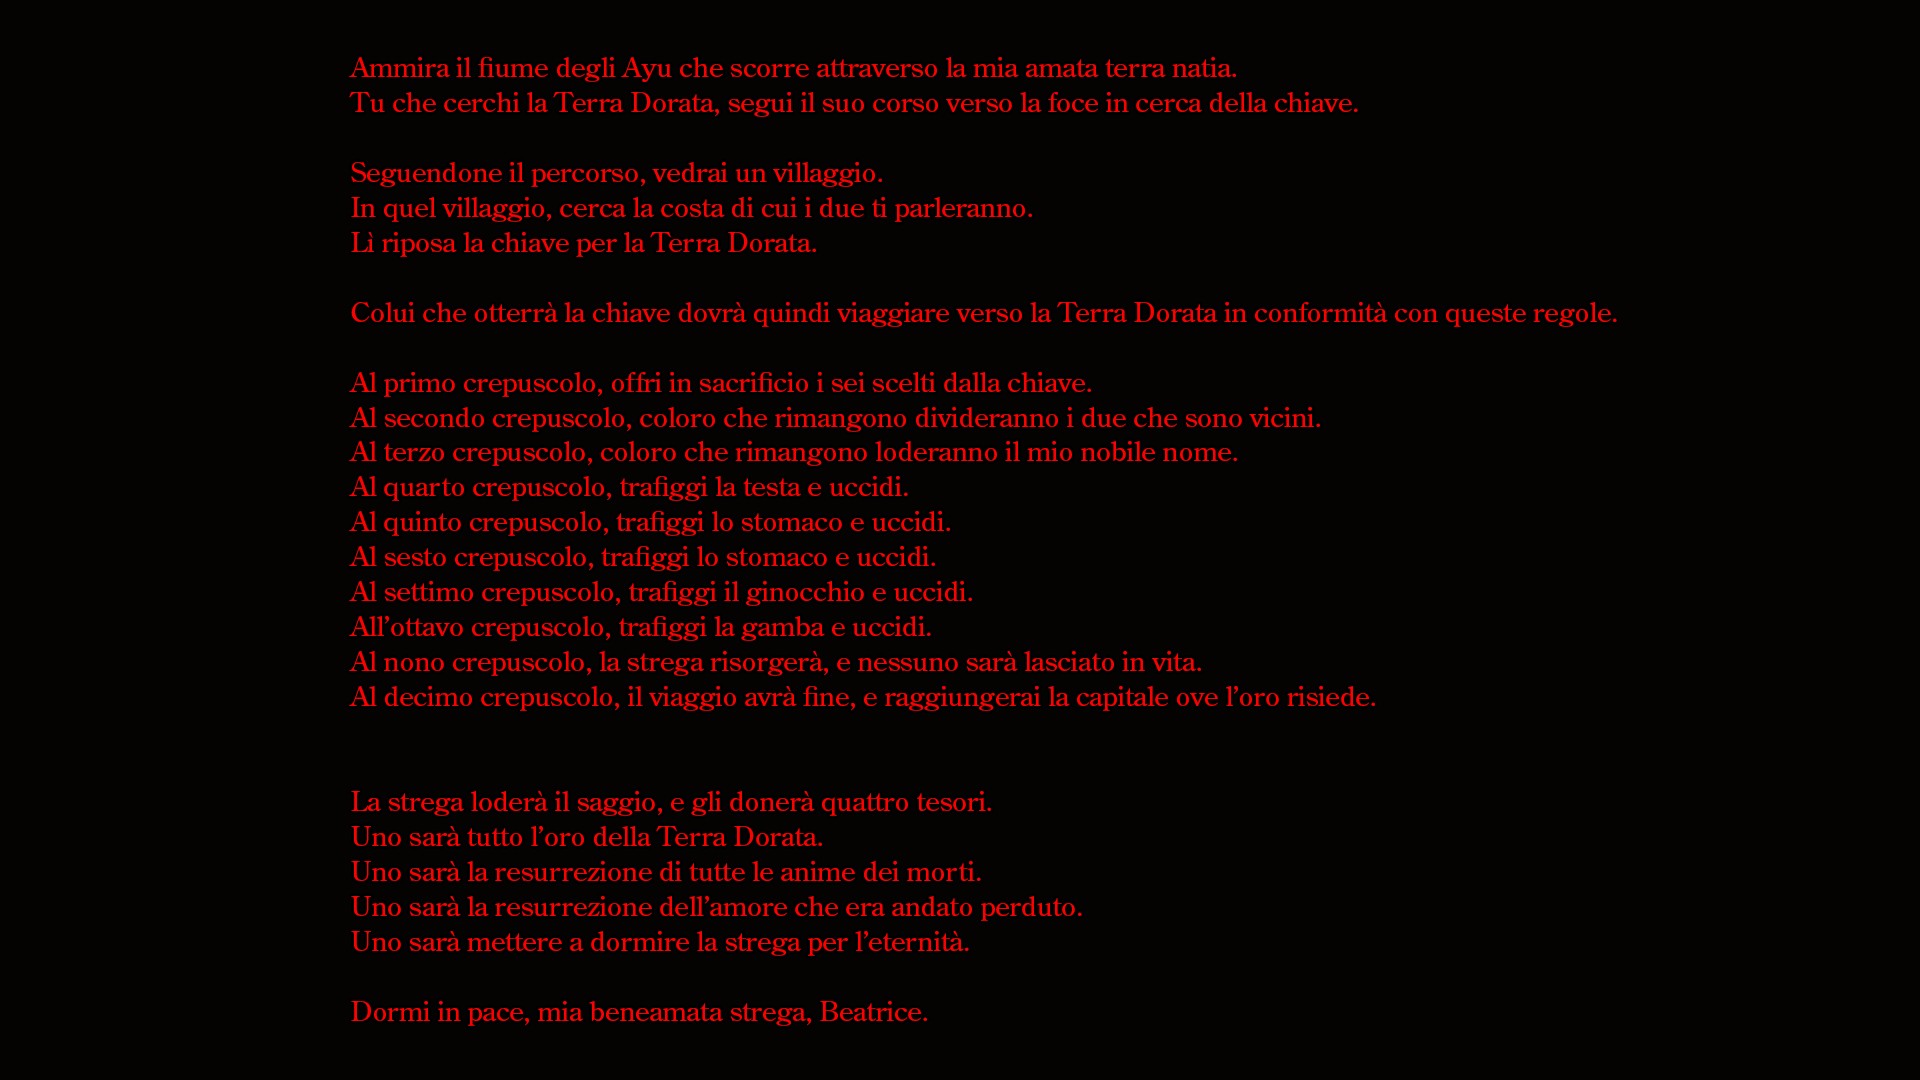 Ammira il fiume degli Ayu che scorre attraverso la mia amata terra natia.
Tu che cerchi la Terra Dorata, segui il suo corso verso la foce in cerca della chiave.
Seguendone il percorso, vedrai un villaggio.
In quel villaggio, cerca la costa di cui i due ti parleranno.
Lì riposa la chiave per la Terra Dorata.
Colui che otterrà la chiave dovrà quindi viaggiare verso la Terra Dorata in conformità con queste regole.
Al primo crepuscolo, offri in sacrificio i sei scelti dalla chiave.
Al secondo crepuscolo, coloro che rimangono divideranno i due che sono vicini.
Al terzo crepuscolo, coloro che rimangono loderanno il mio nobile nome.
Al quarto crepuscolo, trafiggi la testa e uccidi.
Al quinto crepuscolo, trafiggi lo stomaco e uccidi.
Al sesto crepuscolo, trafiggi lo stomaco e uccidi.
Al settimo crepuscolo, trafiggi il ginocchio e uccidi.
All’ottavo crepuscolo, trafiggi la gamba e uccidi.
Al nono crepuscolo, la strega risorgerà, e nessuno sarà lasciato in vita.
Al decimo crepuscolo, il viaggio avrà fine, e raggiungerai la capitale ove l’oro risiede.
La strega loderà il saggio, e gli donerà quattro tesori.
Uno sarà tutto l’oro della Terra Dorata.
Uno sarà la resurrezione di tutte le anime dei morti.
Uno sarà la resurrezione dell’amore che era andato perduto.
Uno sarà mettere a dormire la strega per l’eternità.
Dormi in pace, mia beneamata strega, Beatrice.